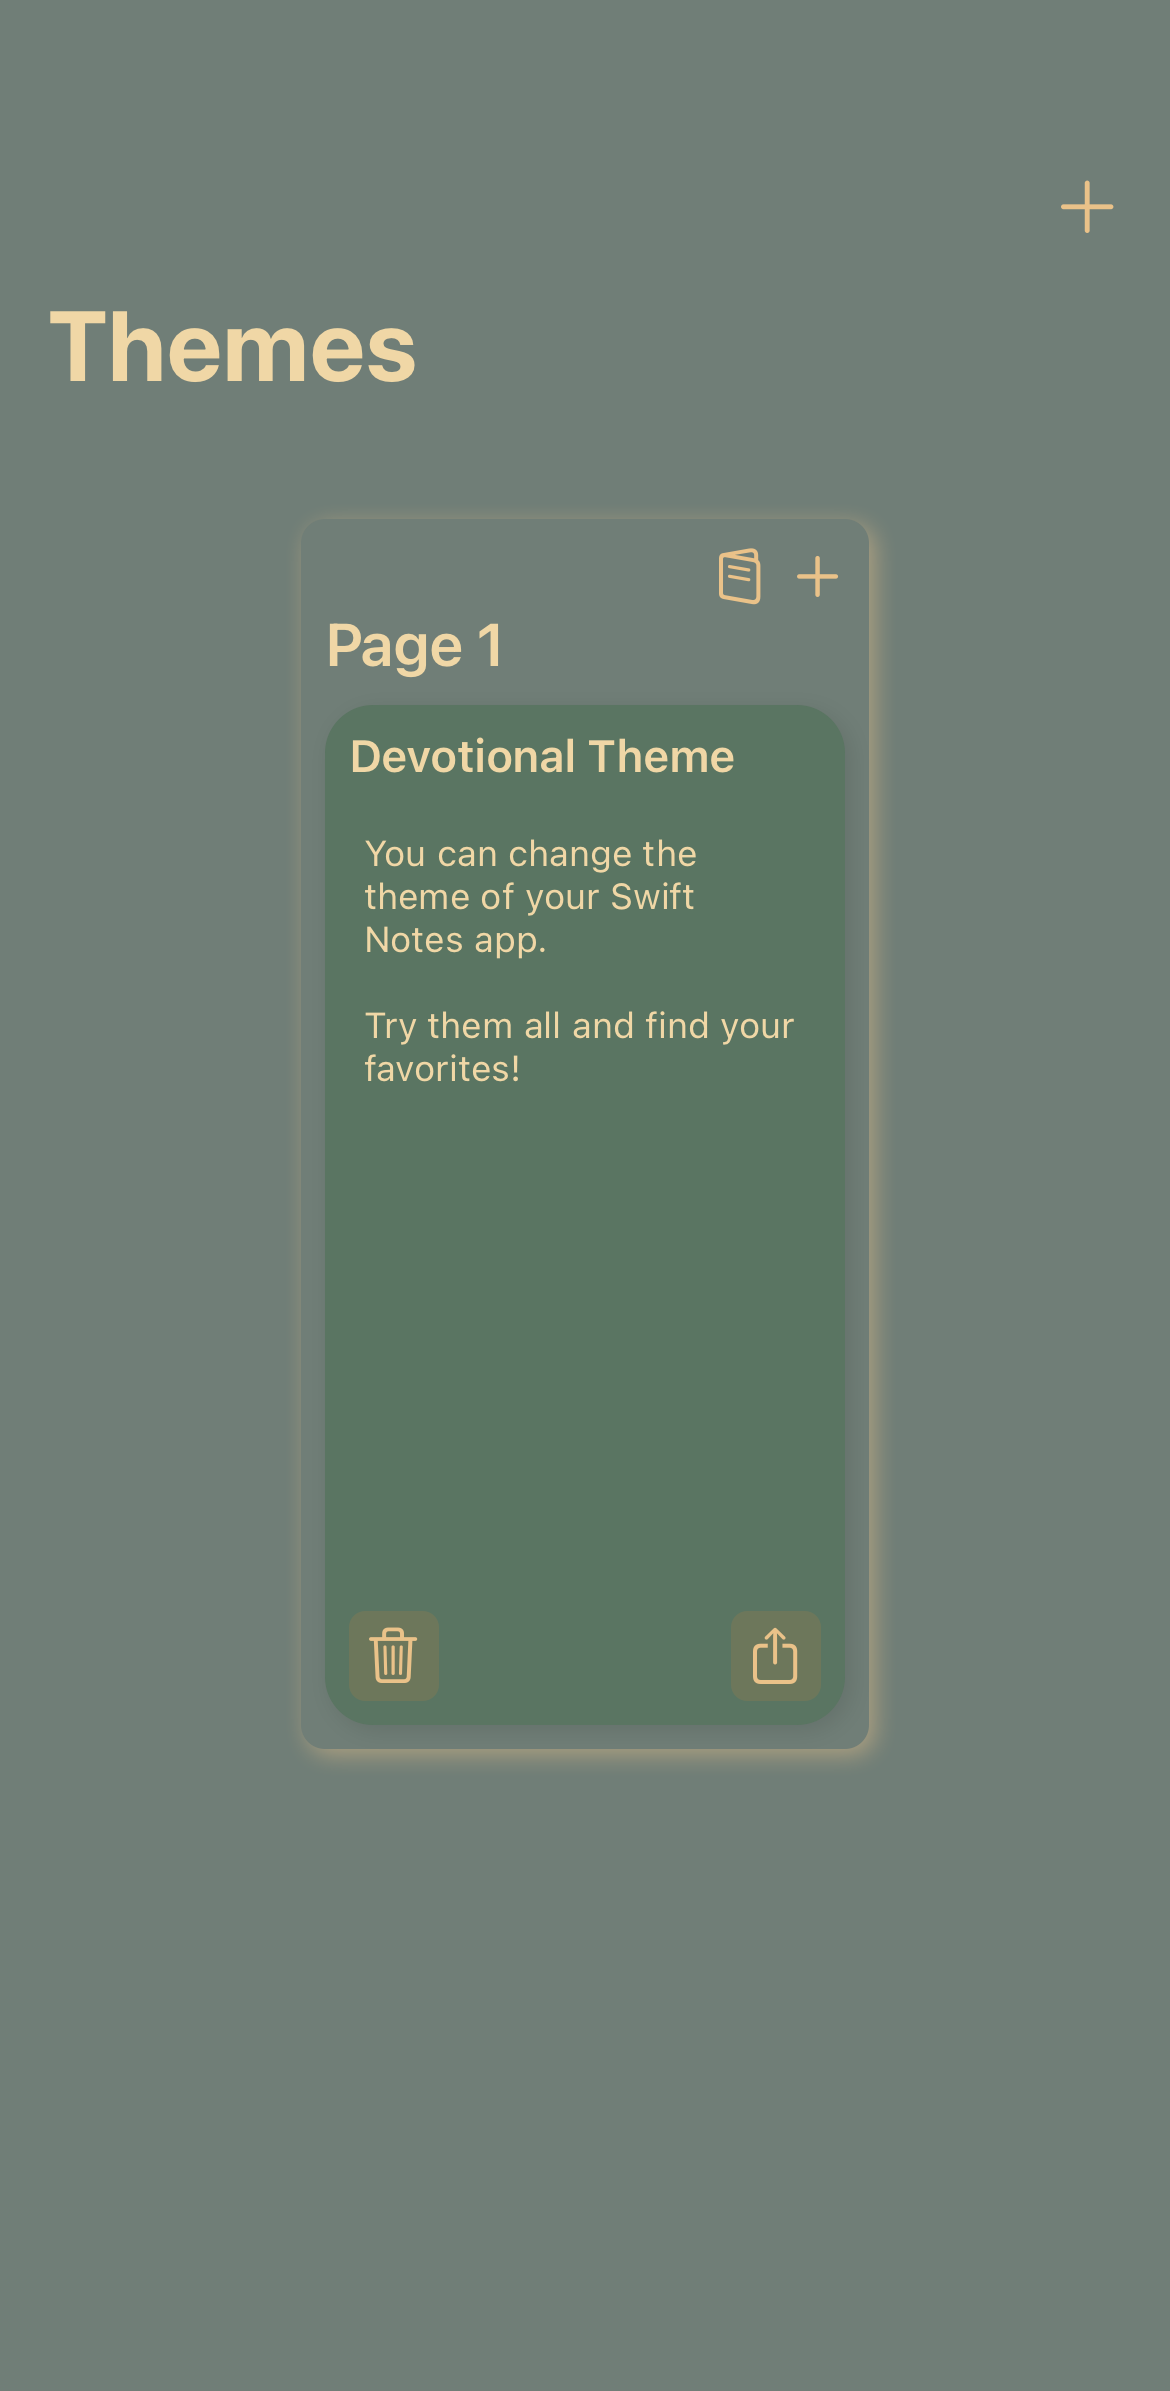 Themes
Page 1
Devotional Theme
You can change the
theme of your Swift
Notes app.
Try them all and find your
favorites!